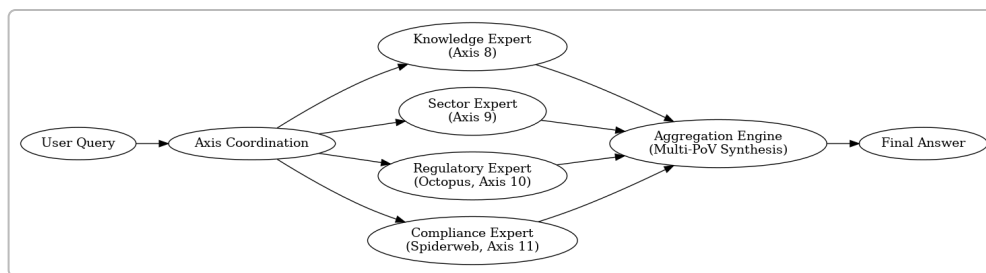 Knowledge Expert
(Axis 8)
Sector Expert
(Axis 9)
User Query
Axis Coordination
Aggregation Engine
(Multi-PoV Synthesis)
Final Answer
Regulatory Expert
(Octopus, Axis 10)
Compliance Expert
(Spiderweb, Axis 11)